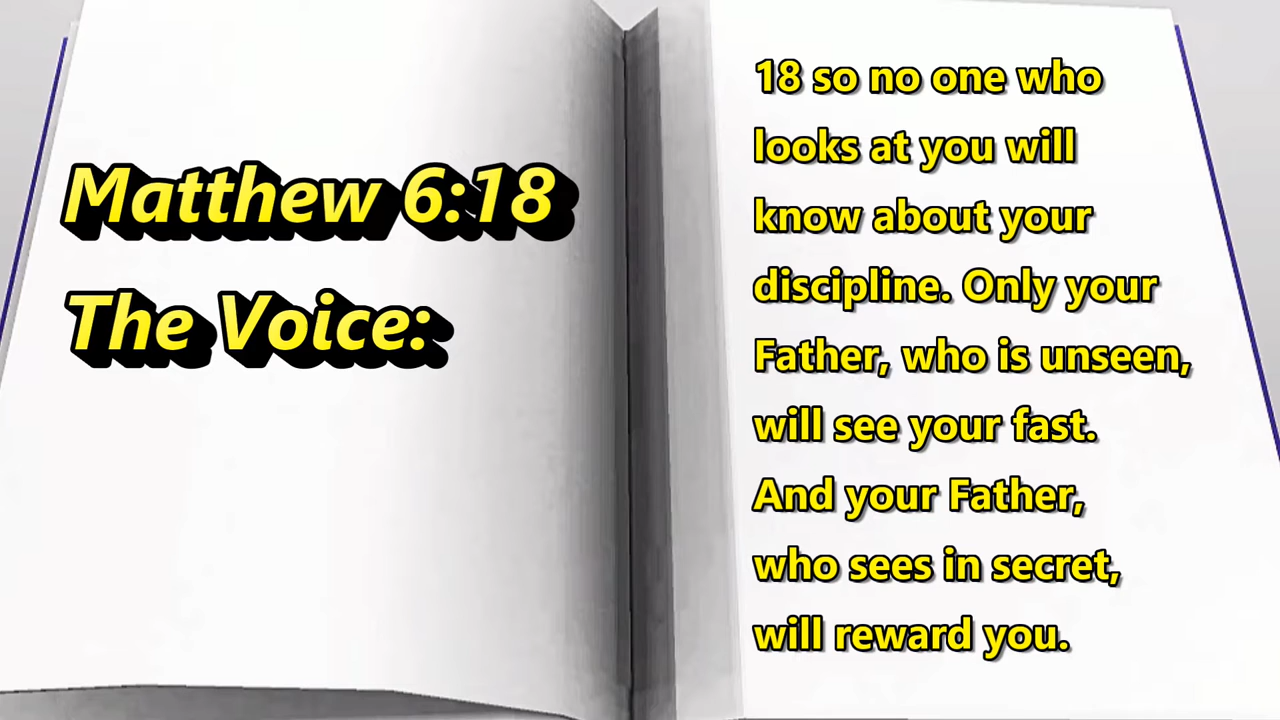 Matthew 6:18
The Voice:
18 so no one who
looks at you will
know about your
discipline. Only your
Father, who is unseen,
will see your fast.
And your Father,
who sees in secret,
will reward you.